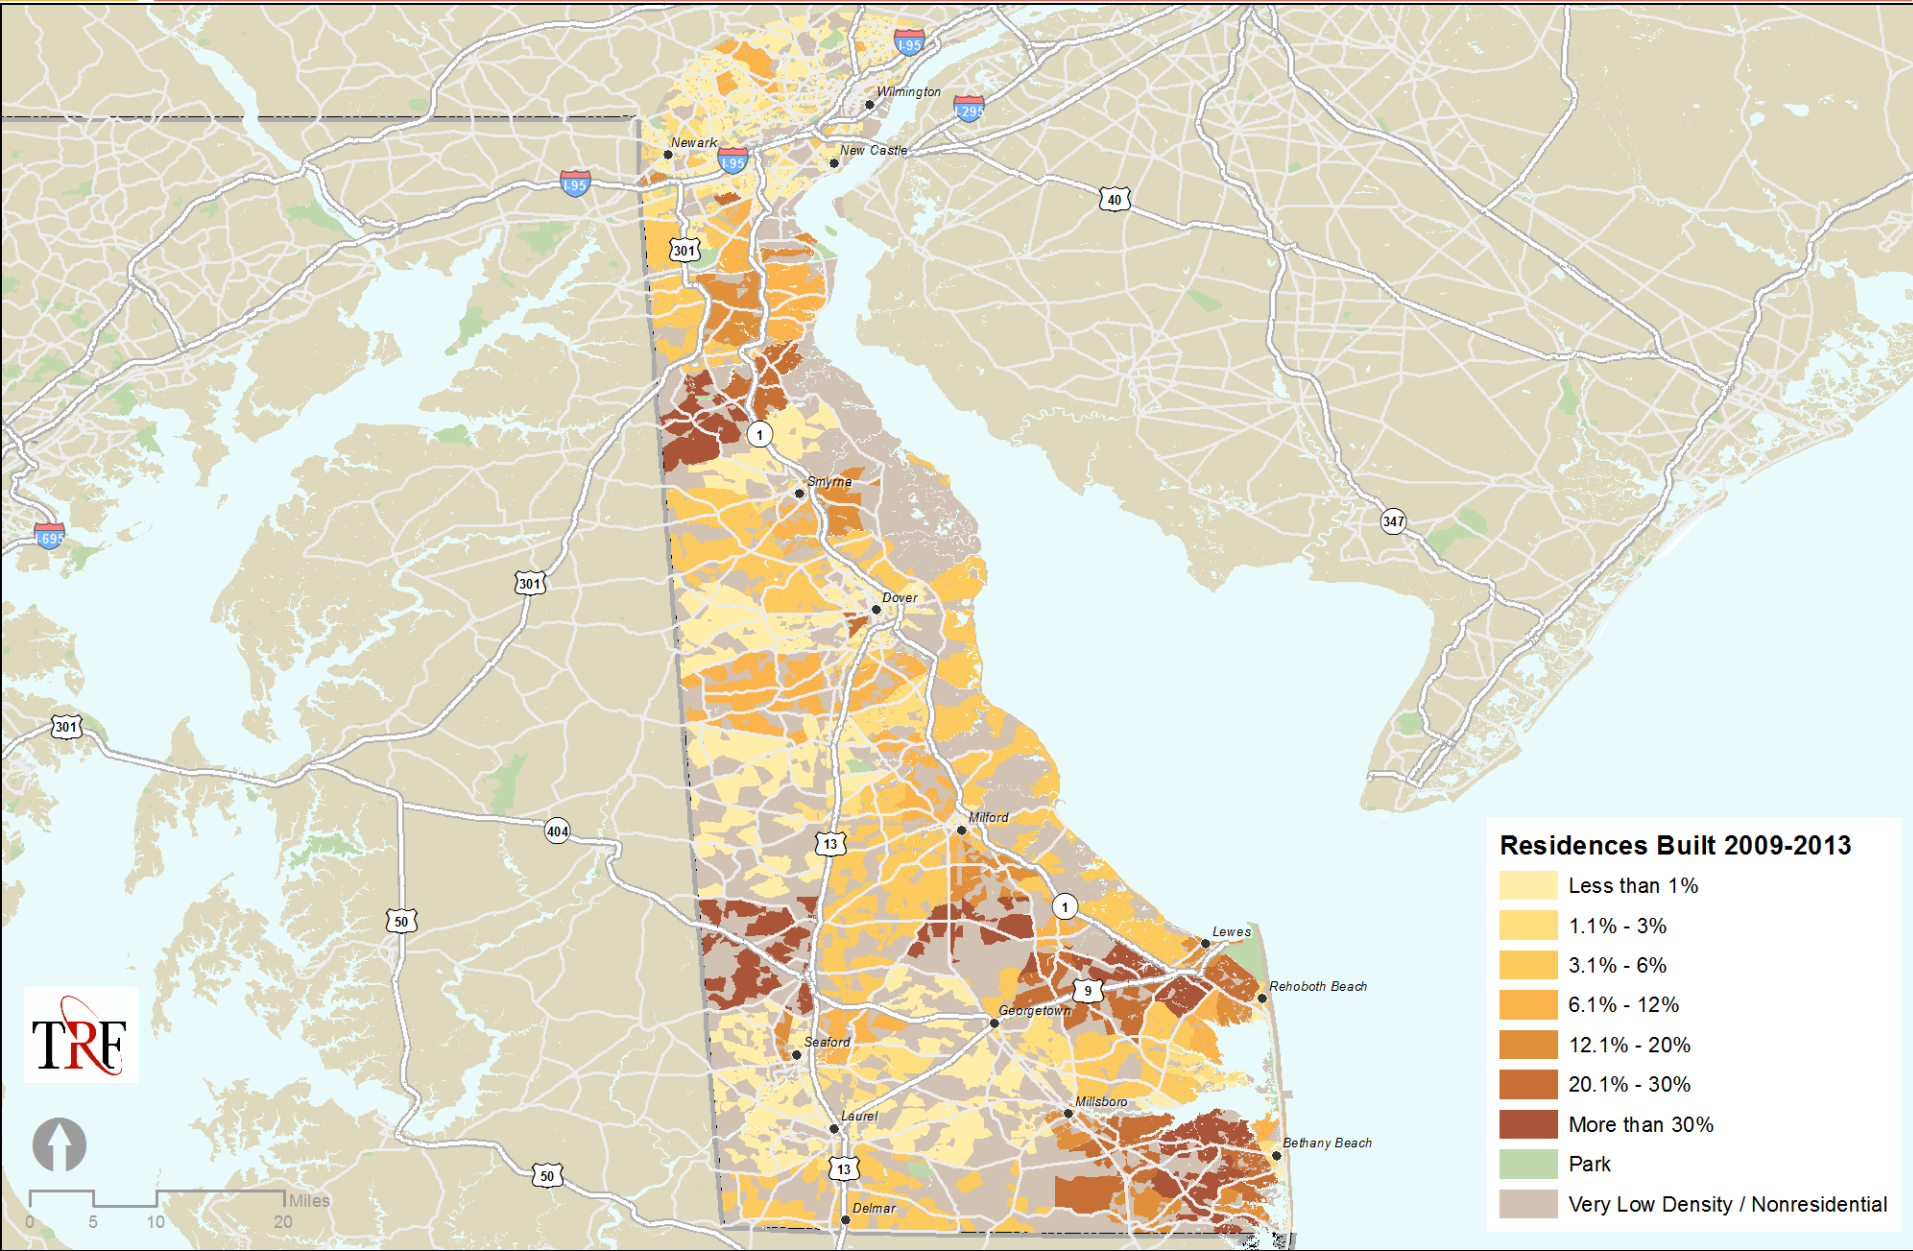 I-95
Wilmington
I-295
Newark
I-95
New Castle
I-95
40
301
1
Smyrna
347
I-695
301
Dover
301
Milford
404
13
Residences Built 2009-2013
Less than 1%
1.1% - 3%
3.1% - 6%
6.1% - 12%
12.1% - 20%
20.1% - 30%
More than 30%
Park
Very Low Density / Nonresidential
50
1
Lewes
9
Rehoboth Beach
Georgetown
TRF
Seaford
Millsboro
Laurel
Bethany Beach
13
50
Miles
0 5 10 20
Delmar